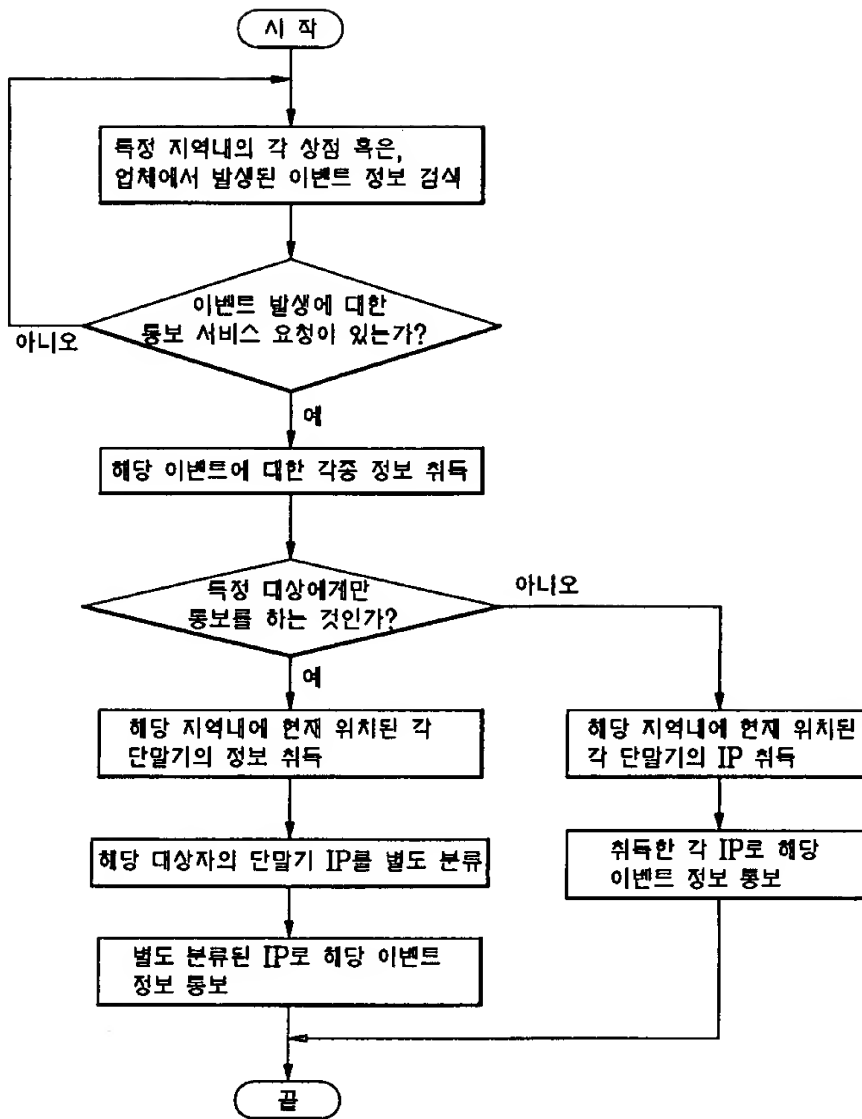 시 작
특정 지역내의 각 상점 혹은,
업체에서 발생된 이벤트 정보 검색
이벤트 발생에 대한
통보 서비스 요청이 있는가?
아니오
예
해당 이벤트에 대한 각종 정보 취득
특정 대상에게만
통보를 하는 것인가?
아니오
예
해당 지역내에 현재 위치된 각
단말기의 정보 취득
해당 지역내에 현재 위치된
각 단말기의 IP 취득
해당 대상자의 단말기 IP를 별도 분류
취득한 각 IP로 해당
이벤트 정보 통보
별도 분류된 IP로 해당 이벤트
정보 통보
끝